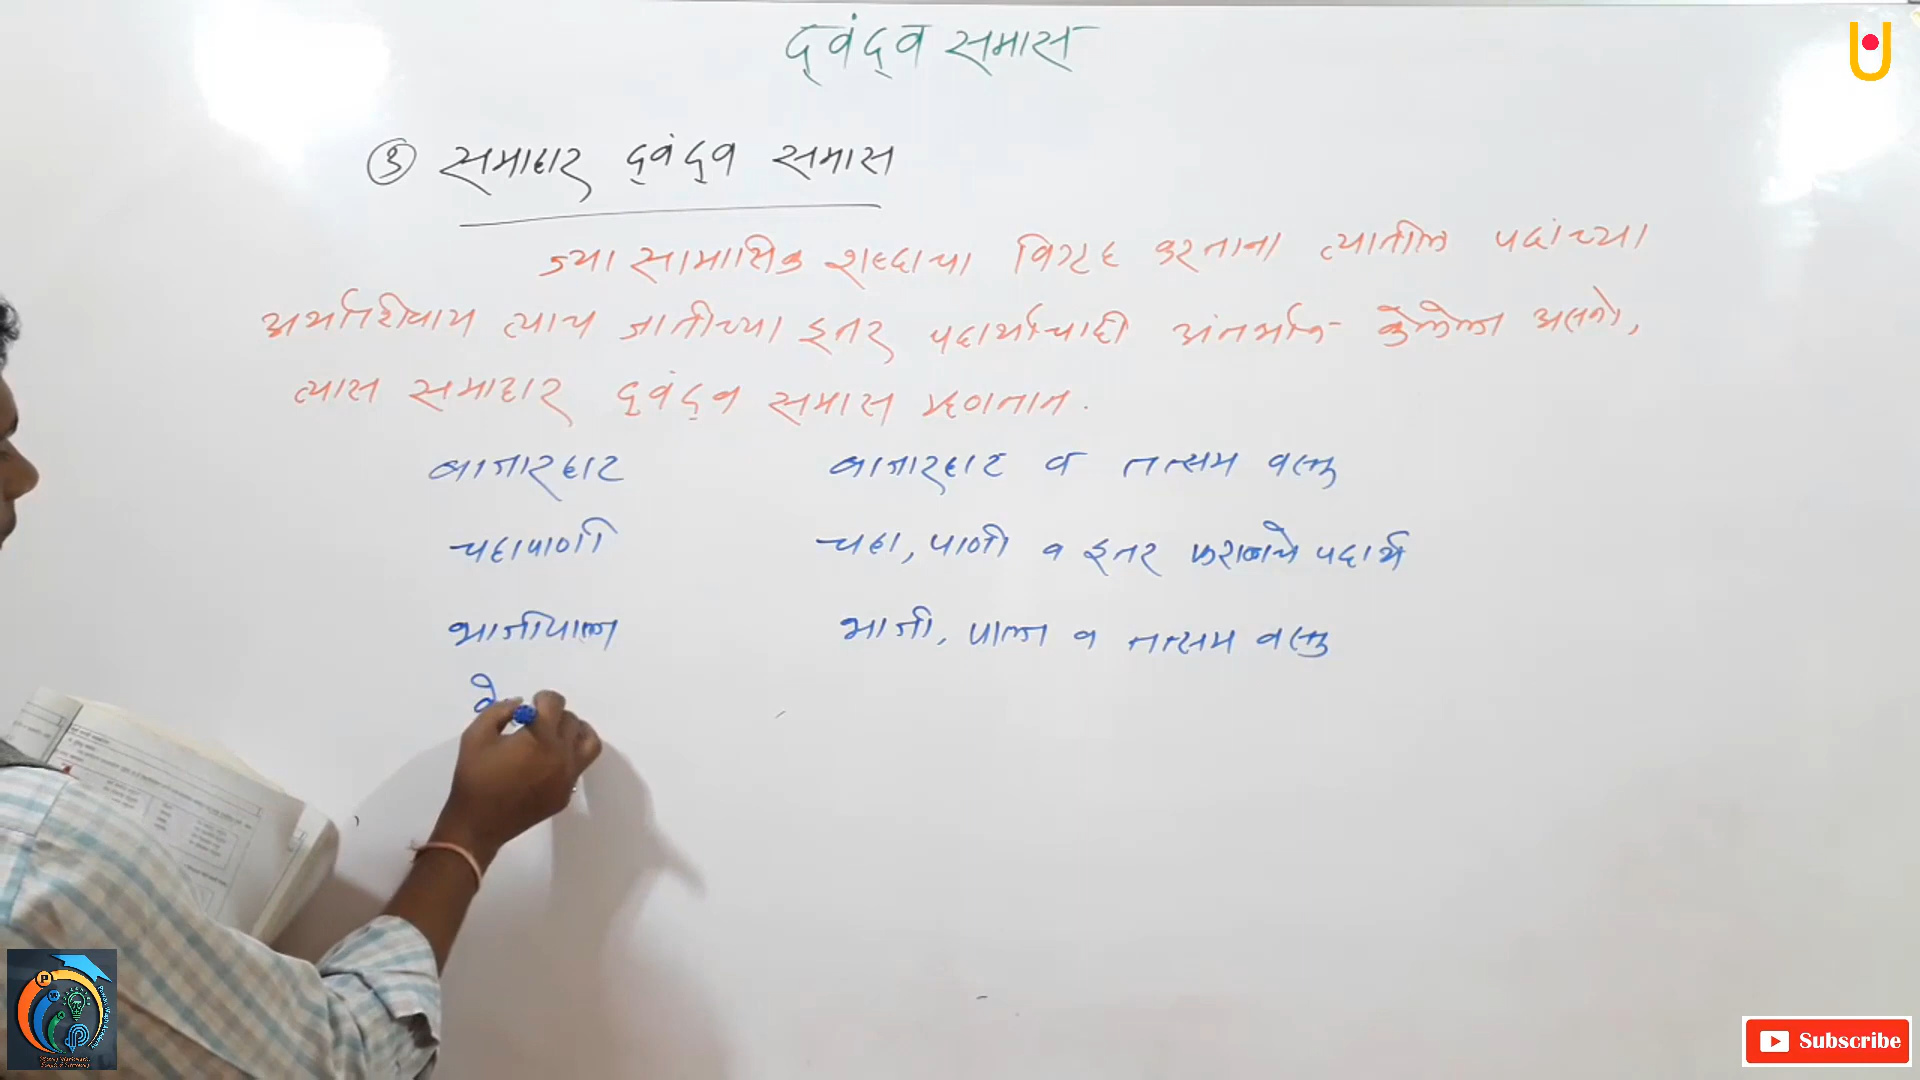 द्वंद्व समास
③ समाहार द्वंद्व समास
ज्या सामासिक शब्दाचा विग्रह करताना त्यातील पदांच्या
अर्थाशिवाय त्याच जातीच्या इतर पदार्थांचाही अंतर्भाव केलेला असतो,
त्यास समाहार द्वंद्व समास म्हणतात.
बाजारहाट बाजारहाट व तत्सम वस्तू
चहापाणी चहा, पाणी व इतर फराळाचे पदार्थ
भाजीपाला भाजी, पाला व तत्सम वस्तू
Subscribe